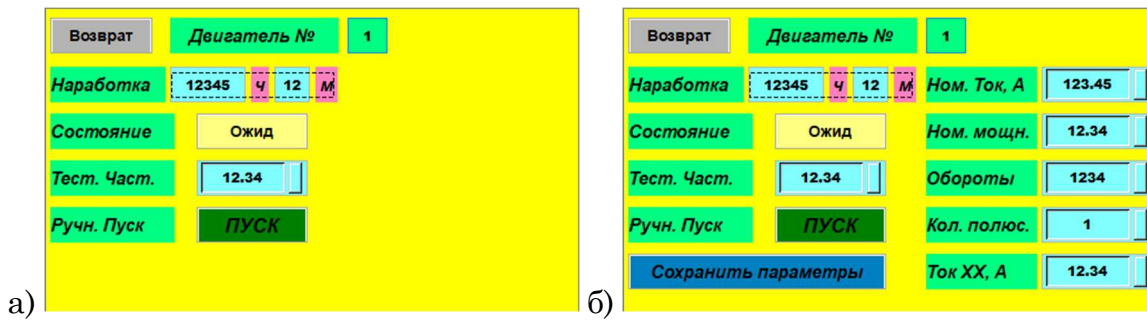 Возврат Двигатель № 1
Наработка 12345 ч 12 м
Состояние Ожид
Тест. Част. 12.34
Ручн. Пуск ПУСК
а)
Возврат Двигатель № 1
Наработка 12345 ч 12 м Ном. Ток, А 123.45
Состояние Ожид Ном. мощн. 12.34
Тест. Част. 12.34 Обороты 1234
Ручн. Пуск ПУСК Кол. полюс. 1
Сохранить параметры Ток ХХ, А 12.34
б)